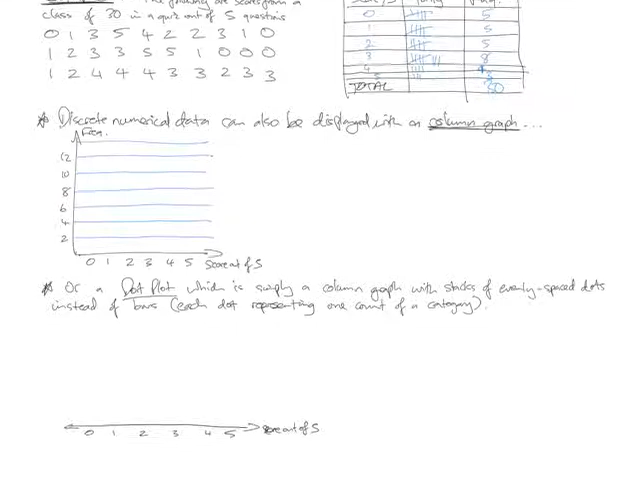 The following are scores from a
class of 30 in a quiz out of 5 questions
0 1 3 5 4 2 2 3 1 0
1 2 3 3 5 5 1 0 0 0
1 2 4 4 4 3 3 2 3 3
0 5
1 5
2 5
3 8
4 4
5 3
TOTAL 30
* Discrete numerical data can also be displayed with an column graph...
Freq.
12
10
8
6
4
2
0 1 2 3 4 5 Score out of 5
* Or a Dot Plot which is simply a column graph with stacks of evenly-spaced dots
instead of bars (each dot representing one count of a category).
0 1 2 3 4 5 Score out of 5